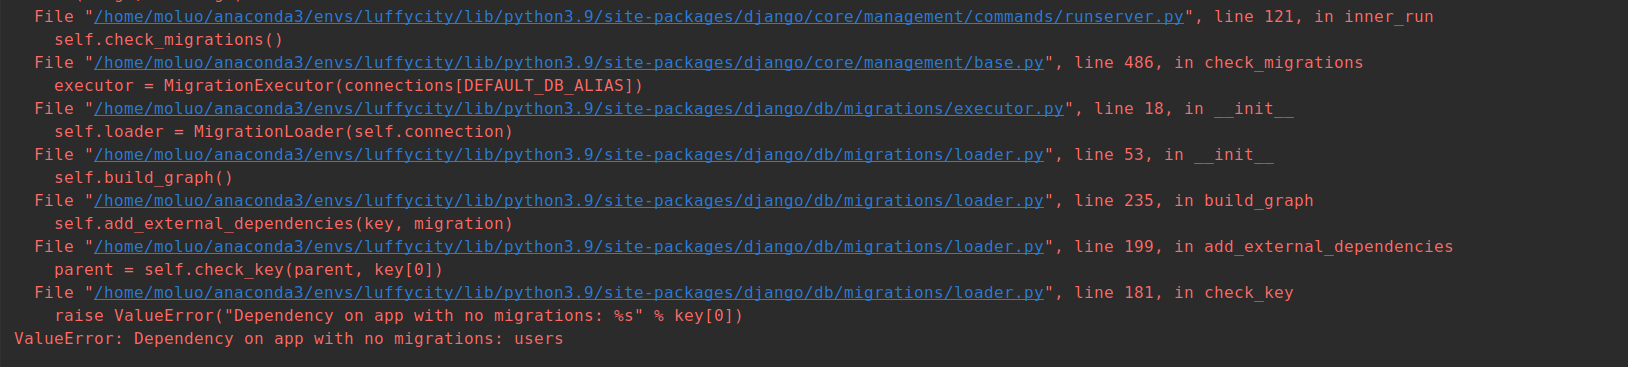 File "/home/moluo/anaconda3/envs/luffycity/lib/python3.9/site-packages/django/core/management/commands/runserver.py", line 121, in inner_run
self.check_migrations()
File "/home/moluo/anaconda3/envs/luffycity/lib/python3.9/site-packages/django/core/management/base.py", line 486, in check_migrations
executor = MigrationExecutor(connections[DEFAULT_DB_ALIAS])
File "/home/moluo/anaconda3/envs/luffycity/lib/python3.9/site-packages/django/db/migrations/executor.py", line 18, in __init__
self.loader = MigrationLoader(self.connection)
File "/home/moluo/anaconda3/envs/luffycity/lib/python3.9/site-packages/django/db/migrations/loader.py", line 53, in __init__
self.build_graph()
File "/home/moluo/anaconda3/envs/luffycity/lib/python3.9/site-packages/django/db/migrations/loader.py", line 235, in build_graph
self.add_external_dependencies(key, migration)
File "/home/moluo/anaconda3/envs/luffycity/lib/python3.9/site-packages/django/db/migrations/loader.py", line 199, in add_external_dependencies
parent = self.check_key(parent, key[0])
File "/home/moluo/anaconda3/envs/luffycity/lib/python3.9/site-packages/django/db/migrations/loader.py", line 181, in check_key
raise ValueError("Dependency on app with no migrations: %s" % key[0])
ValueError: Dependency on app with no migrations: users